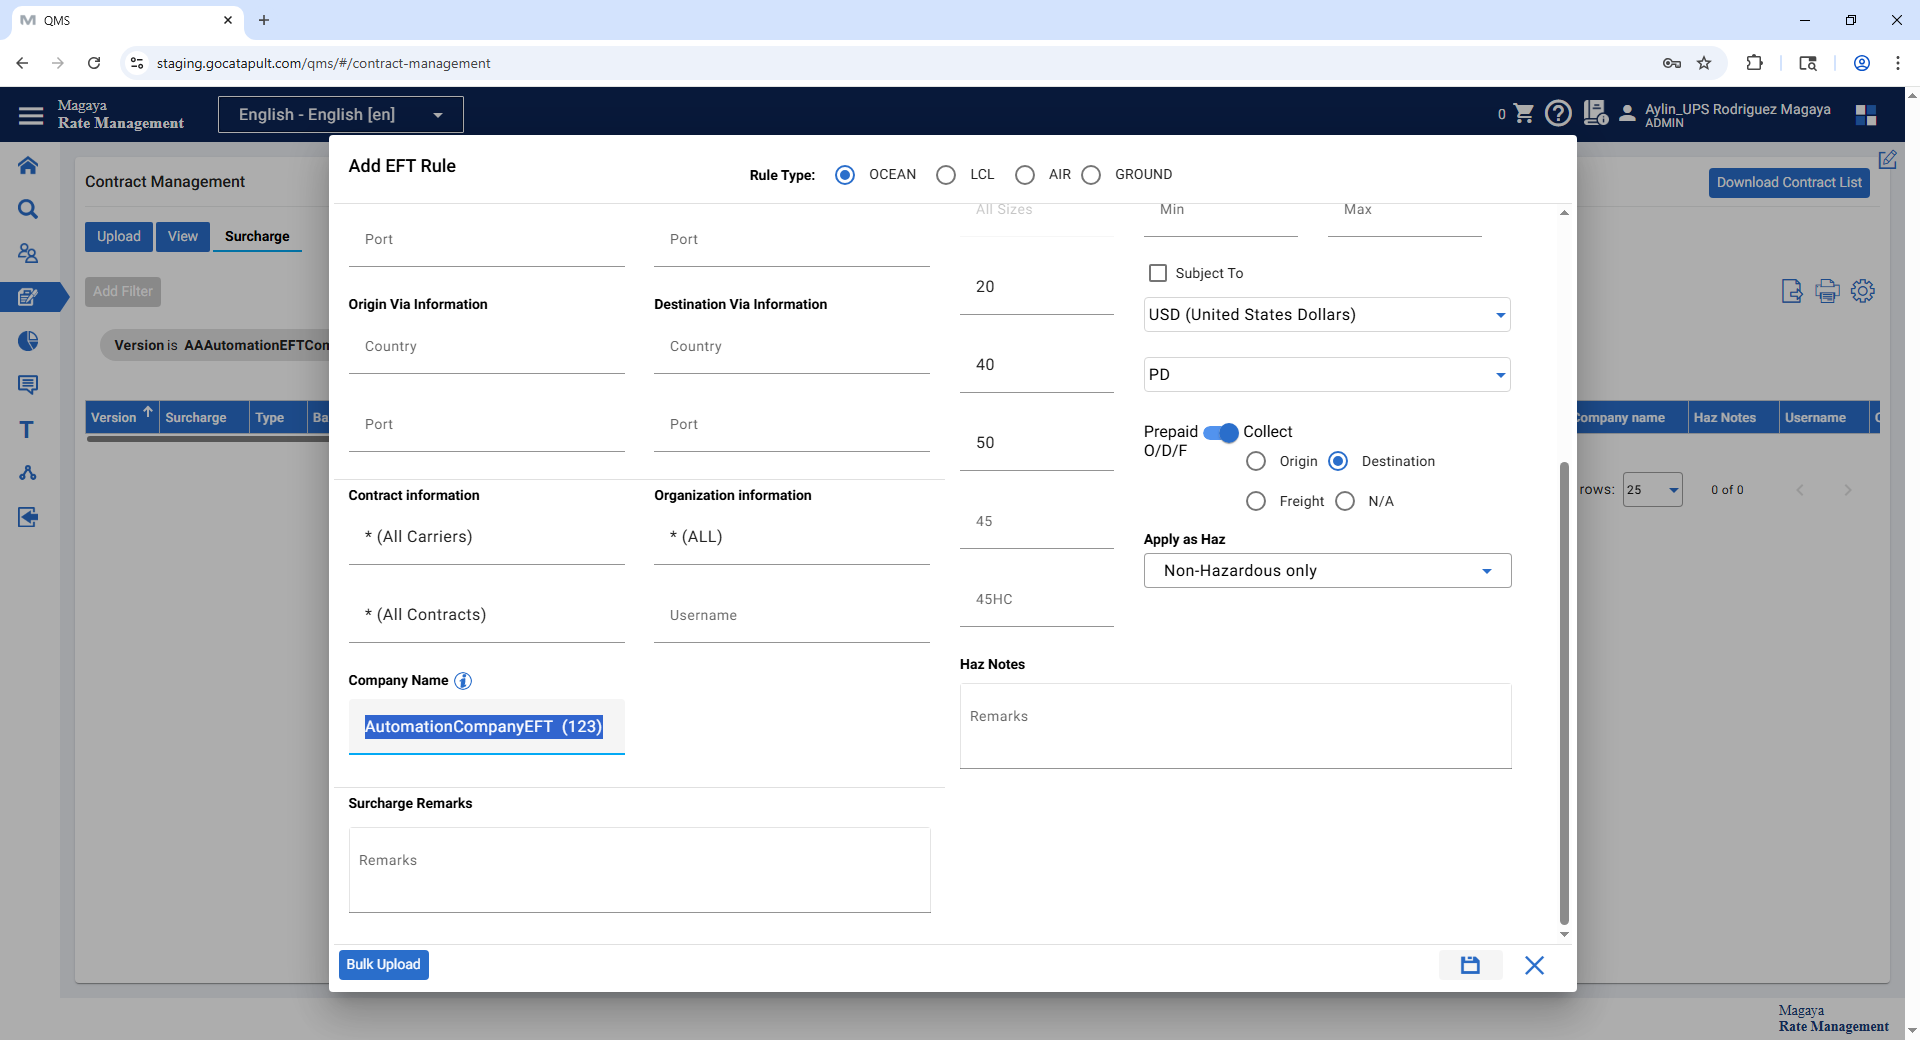 QMS
staging.gocatapult.com/qms/#/contract-management
Magaya
Rate Management
English - English [en]
0
Aylin_UPS Rodriguez Magaya
ADMIN
Contract Management
Download Contract List
Upload
View
Surcharge
Add Filter
Version is AAAutomationEFTCon
Version
Surcharge
Type
Ba
Company name
Haz Notes
Username
rows:
25
0 of 0
Add EFT Rule
Rule Type:
OCEAN
LCL
AIR
GROUND
Port
Port
Origin Via Information
Destination Via Information
Country
Country
Port
Port
Contract information
Organization information
* (All Carriers)
* (ALL)
* (All Contracts)
Username
Company Name
AutomationCompanyEFT (123)
Surcharge Remarks
Remarks
All Sizes
Min
Max
20
40
50
45
45HC
Subject To
USD (United States Dollars)
PD
Prepaid
Collect
O/D/F
Origin
Destination
Freight
N/A
Apply as Haz
Non-Hazardous only
Haz Notes
Remarks
Bulk Upload
Magaya
Rate Management